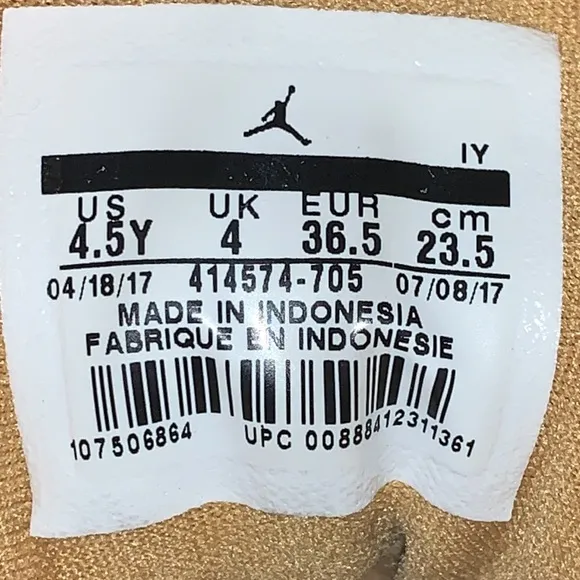 IY
US UK EUR cm
4.5Y 4 36.5 23.5
04/18/17 414574-705 07/08/17
MADE IN INDONESIA
FABRIQUE EN INDONESIE
107506864 UPC 00888412311361